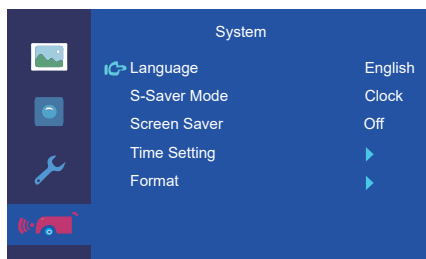 System
Language English
S-Saver Mode Clock
Screen Saver Off
Time Setting
Format